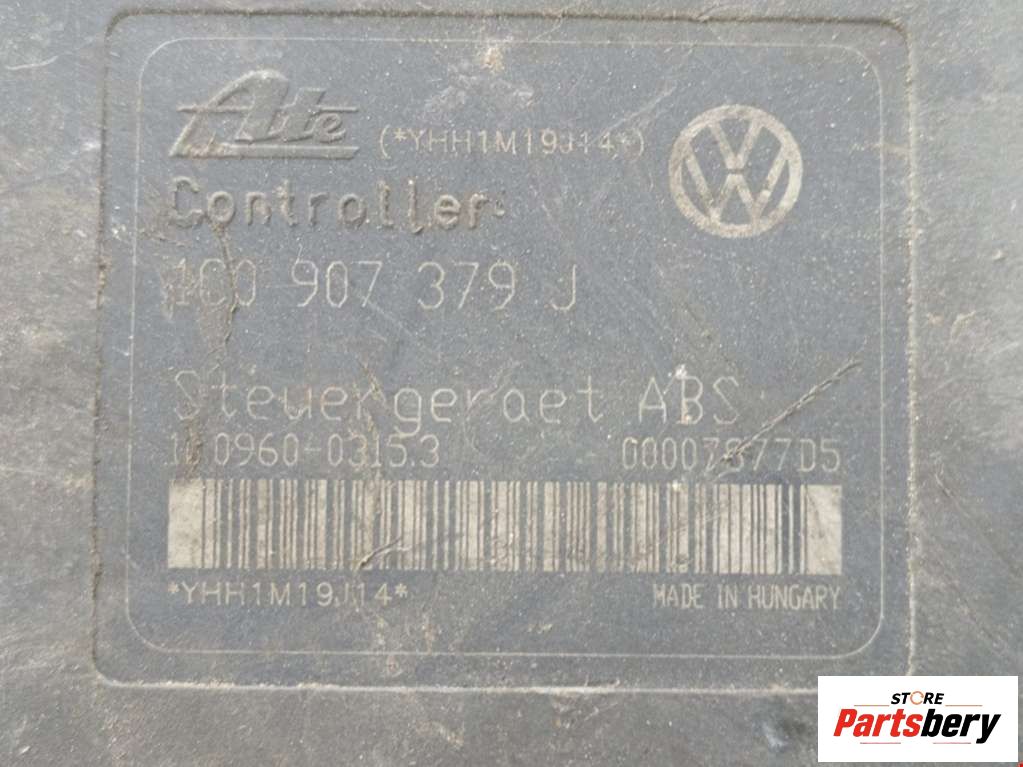 Ate (*YHH1M19J14*)
Controller
1C0 907 379 J
Steuergeraet ABS
10.0960-0315.3 00007877D5
*YHH1M19J14* MADE IN HUNGARY
STORE
Partsbery